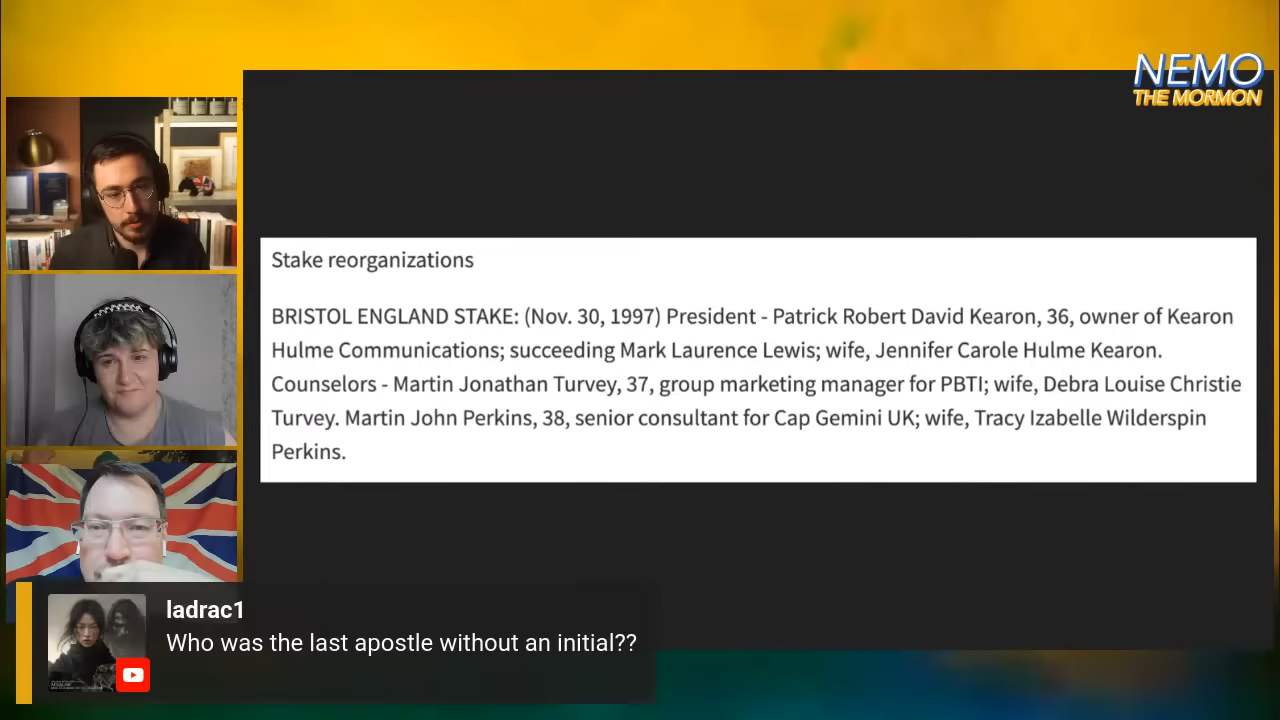 NEMO
THE MORMON
Stake reorganizations
BRISTOL ENGLAND STAKE: (Nov. 30, 1997) President - Patrick Robert David Kearon, 36, owner of Kearon
Hulme Communications; succeeding Mark Laurence Lewis; wife, Jennifer Carole Hulme Kearon.
Counselors - Martin Jonathan Turvey, 37, group marketing manager for PBTI; wife, Debra Louise Christie
Turvey. Martin John Perkins, 38, senior consultant for Cap Gemini UK; wife, Tracy Izabelle Wilderspin
Perkins.
ladrac1
Who was the last apostle without an initial??